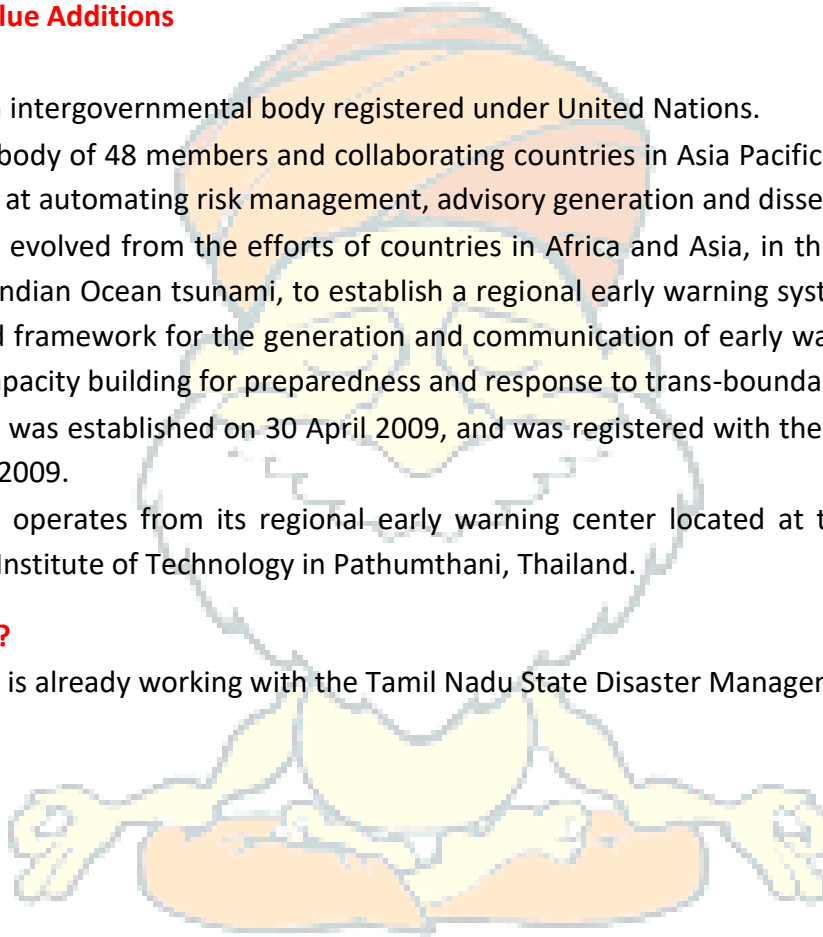 lue Additions
intergovernmental body registered under United Nations.
body of 48 members and collaborating countries in Asia Pacific
at automating risk management, advisory generation and disse
evolved from the efforts of countries in Africa and Asia, in the
ndian Ocean tsunami, to establish a regional early warning syst
d framework for the generation and communication of early wa
pacity building for preparedness and response to trans-bounda
was established on 30 April 2009, and was registered with the
2009.
operates from its regional early warning center located at t
Institute of Technology in Pathumthani, Thailand.
?
is already working with the Tamil Nadu State Disaster Manager